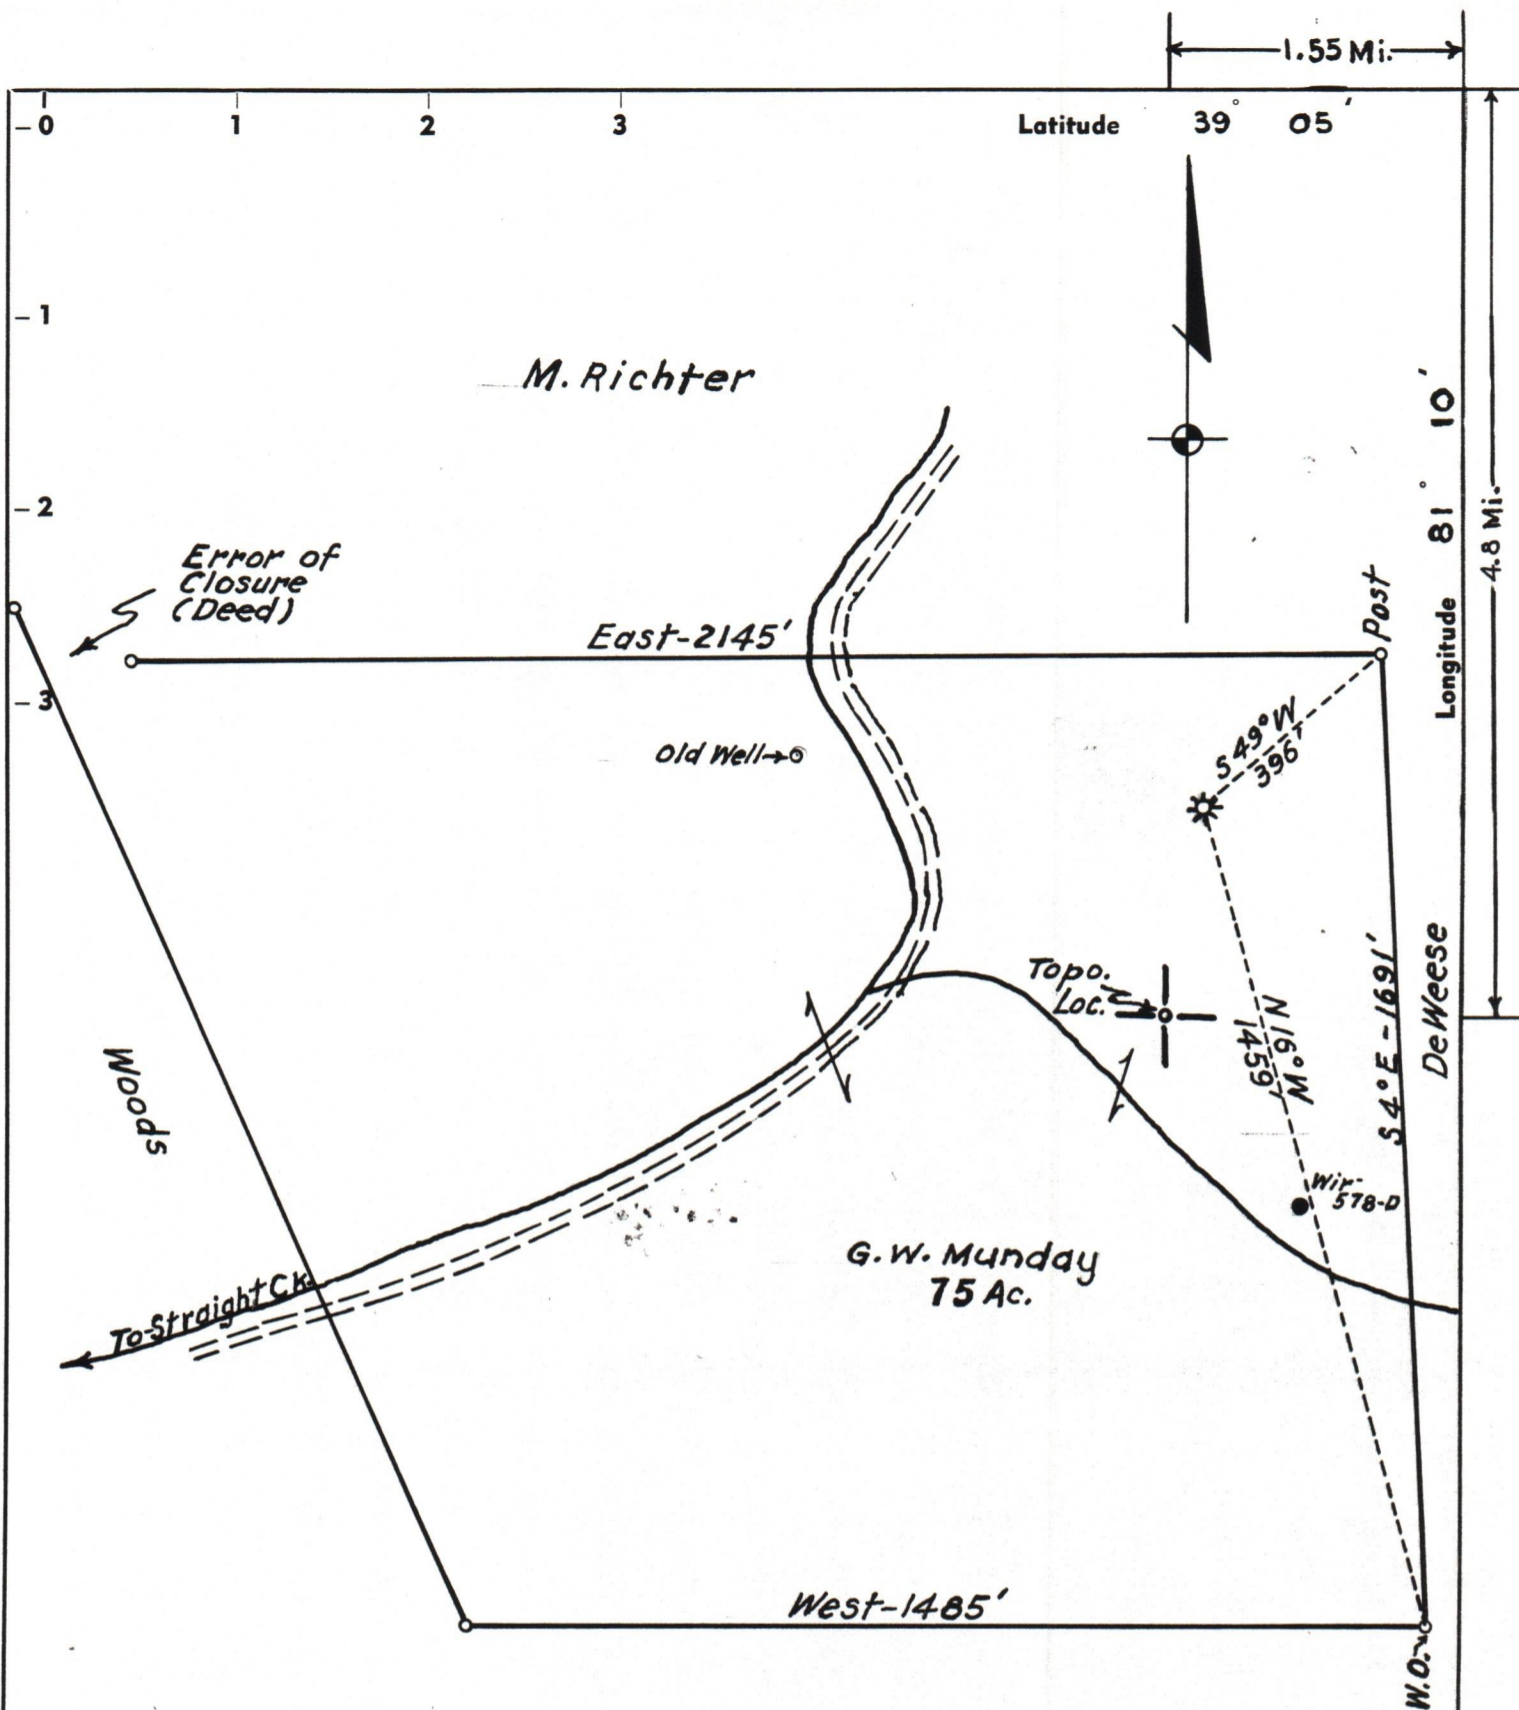 1.55 Mi.
0 1 2 3
Latitude 39° 05'
1
M. Richter
Longitude 81° 10'
4.8 Mi.
2
Error of
Closure
(Deed)
East-2145'
Post
3
Old Well
S 49° W
396'
Topo.
Loc.
N 16° W
1459'
S 4° E - 1691'
DeWeese
Woods
Wir-
578-D
G.W. Munday
75 Ac.
To Straight Ck.
West-1485'
W.O.